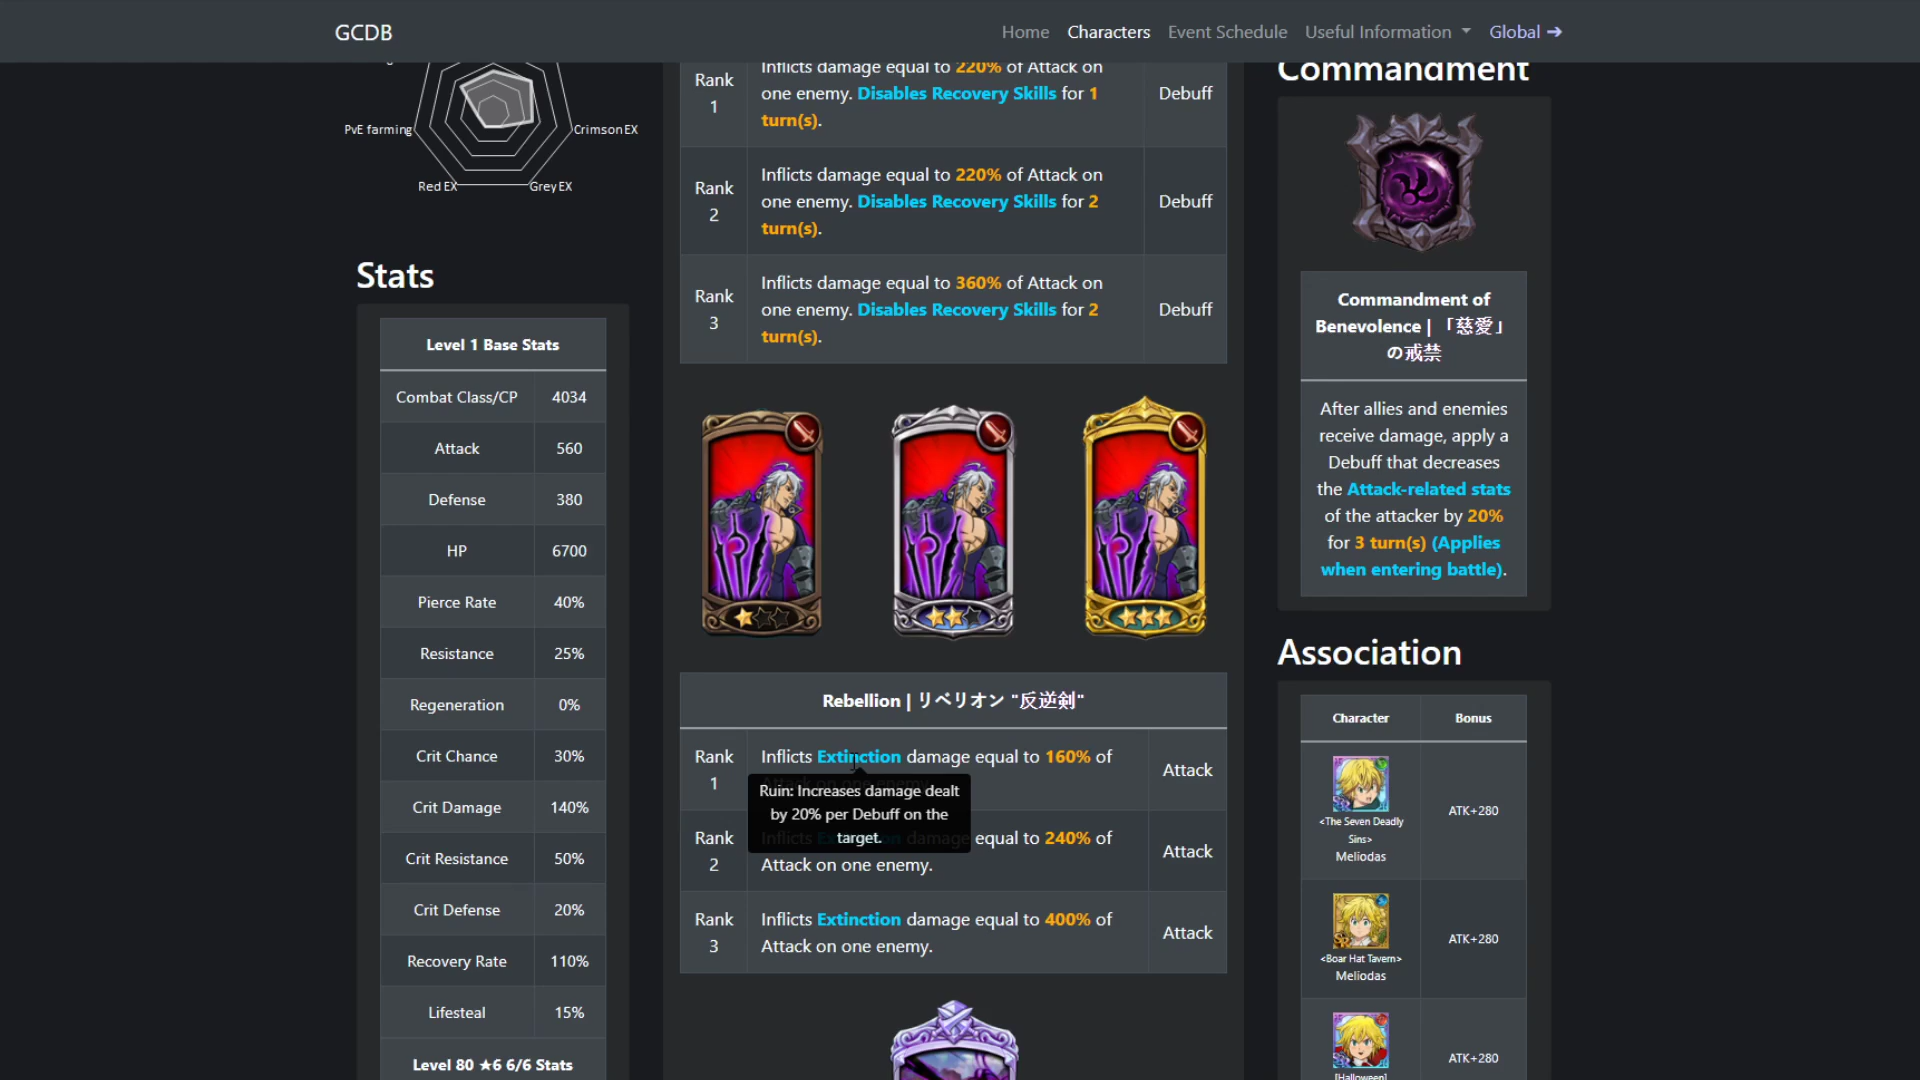 GCDB
Home
Characters
Event Schedule
Useful Information
Global ➔
PvE farming
Crimson EX
Red EX
Grey EX
Stats
Level 1 Base Stats
Combat Class/CP 4034
Attack 560
Defense 380
HP 6700
Pierce Rate 40%
Resistance 25%
Regeneration 0%
Crit Chance 30%
Crit Damage 140%
Crit Resistance 50%
Crit Defense 20%
Recovery Rate 110%
Lifesteal 15%
Level 80 ★6 6/6 Stats
Rank
1
Inflicts damage equal to 220% of Attack on
one enemy. Disables Recovery Skills for 1
turn(s).
Debuff
Rank
2
Inflicts damage equal to 220% of Attack on
one enemy. Disables Recovery Skills for 2
turn(s).
Debuff
Rank
3
Inflicts damage equal to 360% of Attack on
one enemy. Disables Recovery Skills for 2
turn(s).
Debuff
Rebellion | リベリオン "反逆剣"
Rank
1
Inflicts Extinction damage equal to 160% of
Attack on one enemy.
Attack
Ruin: Increases damage dealt
by 20% per Debuff on the
target.
Rank
2
Inflicts Extinction damage equal to 240% of
Attack on one enemy.
Attack
Rank
3
Inflicts Extinction damage equal to 400% of
Attack on one enemy.
Attack
Commandment
Commandment of
Benevolence | 「慈愛」
の戒禁
After allies and enemies
receive damage, apply a
Debuff that decreases
the Attack-related stats
of the attacker by 20%
for 3 turn(s) (Applies
when entering battle).
Association
Character Bonus
<The Seven Deadly
Sins>
Meliodas
ATK+280
<Boar Hat Tavern>
Meliodas
ATK+280
[Halloween]
ATK+280